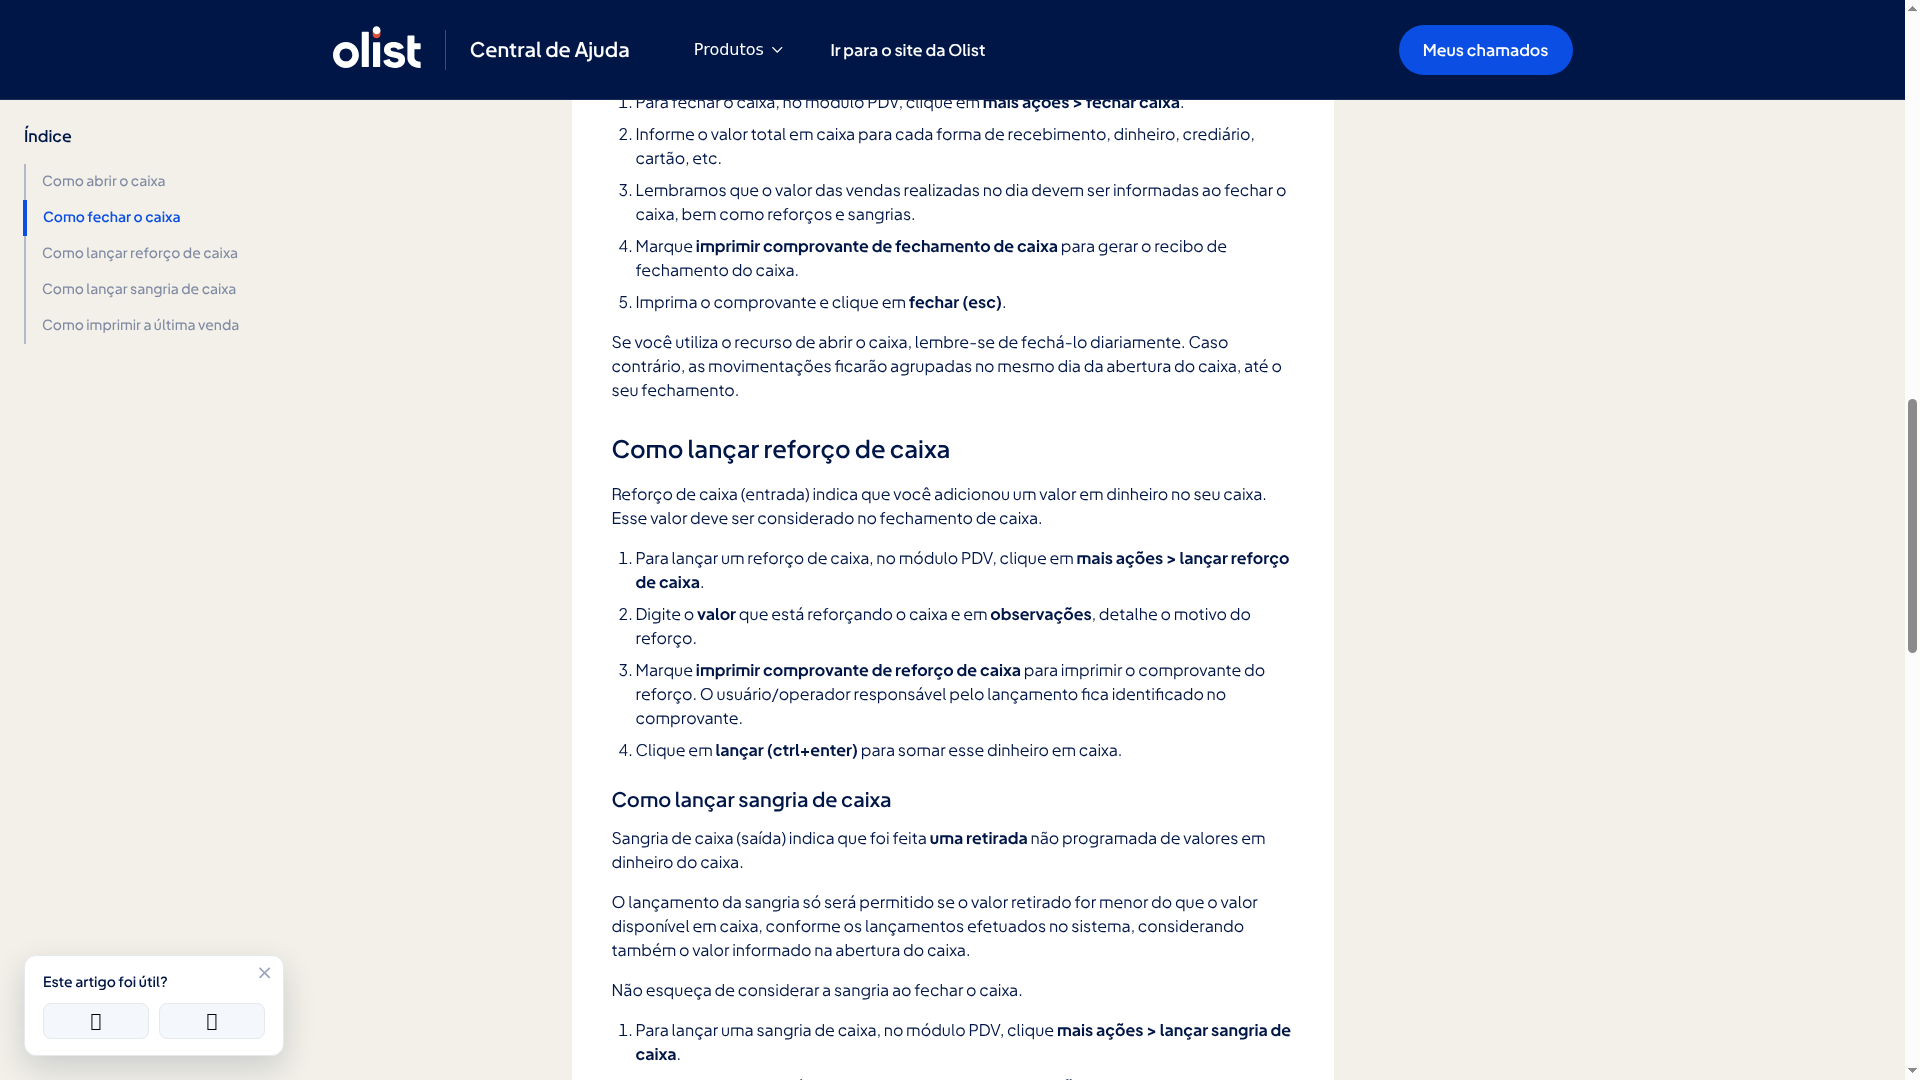 olist
Central de Ajuda
Produtos
Ir para o site da Olist
Meus chamados
Índice
Como abrir o caixa
Como fechar o caixa
Como lançar reforço de caixa
Como lançar sangria de caixa
Como imprimir a última venda
1. Para fechar o caixa, no módulo PDV, clique em mais ações > fechar caixa.
2. Informe o valor total em caixa para cada forma de recebimento, dinheiro, crediário,
cartão, etc.
3. Lembramos que o valor das vendas realizadas no dia devem ser informadas ao fechar o
caixa, bem como reforços e sangrias.
4. Marque imprimir comprovante de fechamento de caixa para gerar o recibo de
fechamento do caixa.
5. Imprima o comprovante e clique em fechar (esc).
Se você utiliza o recurso de abrir o caixa, lembre-se de fechá-lo diariamente. Caso
contrário, as movimentações ficarão agrupadas no mesmo dia da abertura do caixa, até o
seu fechamento.
Como lançar reforço de caixa
Reforço de caixa (entrada) indica que você adicionou um valor em dinheiro no seu caixa.
Esse valor deve ser considerado no fechamento de caixa.
1. Para lançar um reforço de caixa, no módulo PDV, clique em mais ações > lançar reforço
de caixa.
2. Digite o valor que está reforçando o caixa e em observações, detalhe o motivo do
reforço.
3. Marque imprimir comprovante de reforço de caixa para imprimir o comprovante do
reforço. O usuário/operador responsável pelo lançamento fica identificado no
comprovante.
4. Clique em lançar (ctrl+enter) para somar esse dinheiro em caixa.
Como lançar sangria de caixa
Sangria de caixa (saída) indica que foi feita uma retirada não programada de valores em
dinheiro do caixa.
O lançamento da sangria só será permitido se o valor retirado for menor do que o valor
disponível em caixa, conforme os lançamentos efetuados no sistema, considerando
também o valor informado na abertura do caixa.
Não esqueça de considerar a sangria ao fechar o caixa.
1. Para lançar uma sangria de caixa, no módulo PDV, clique mais ações > lançar sangria de
caixa.
Este artigo foi útil?